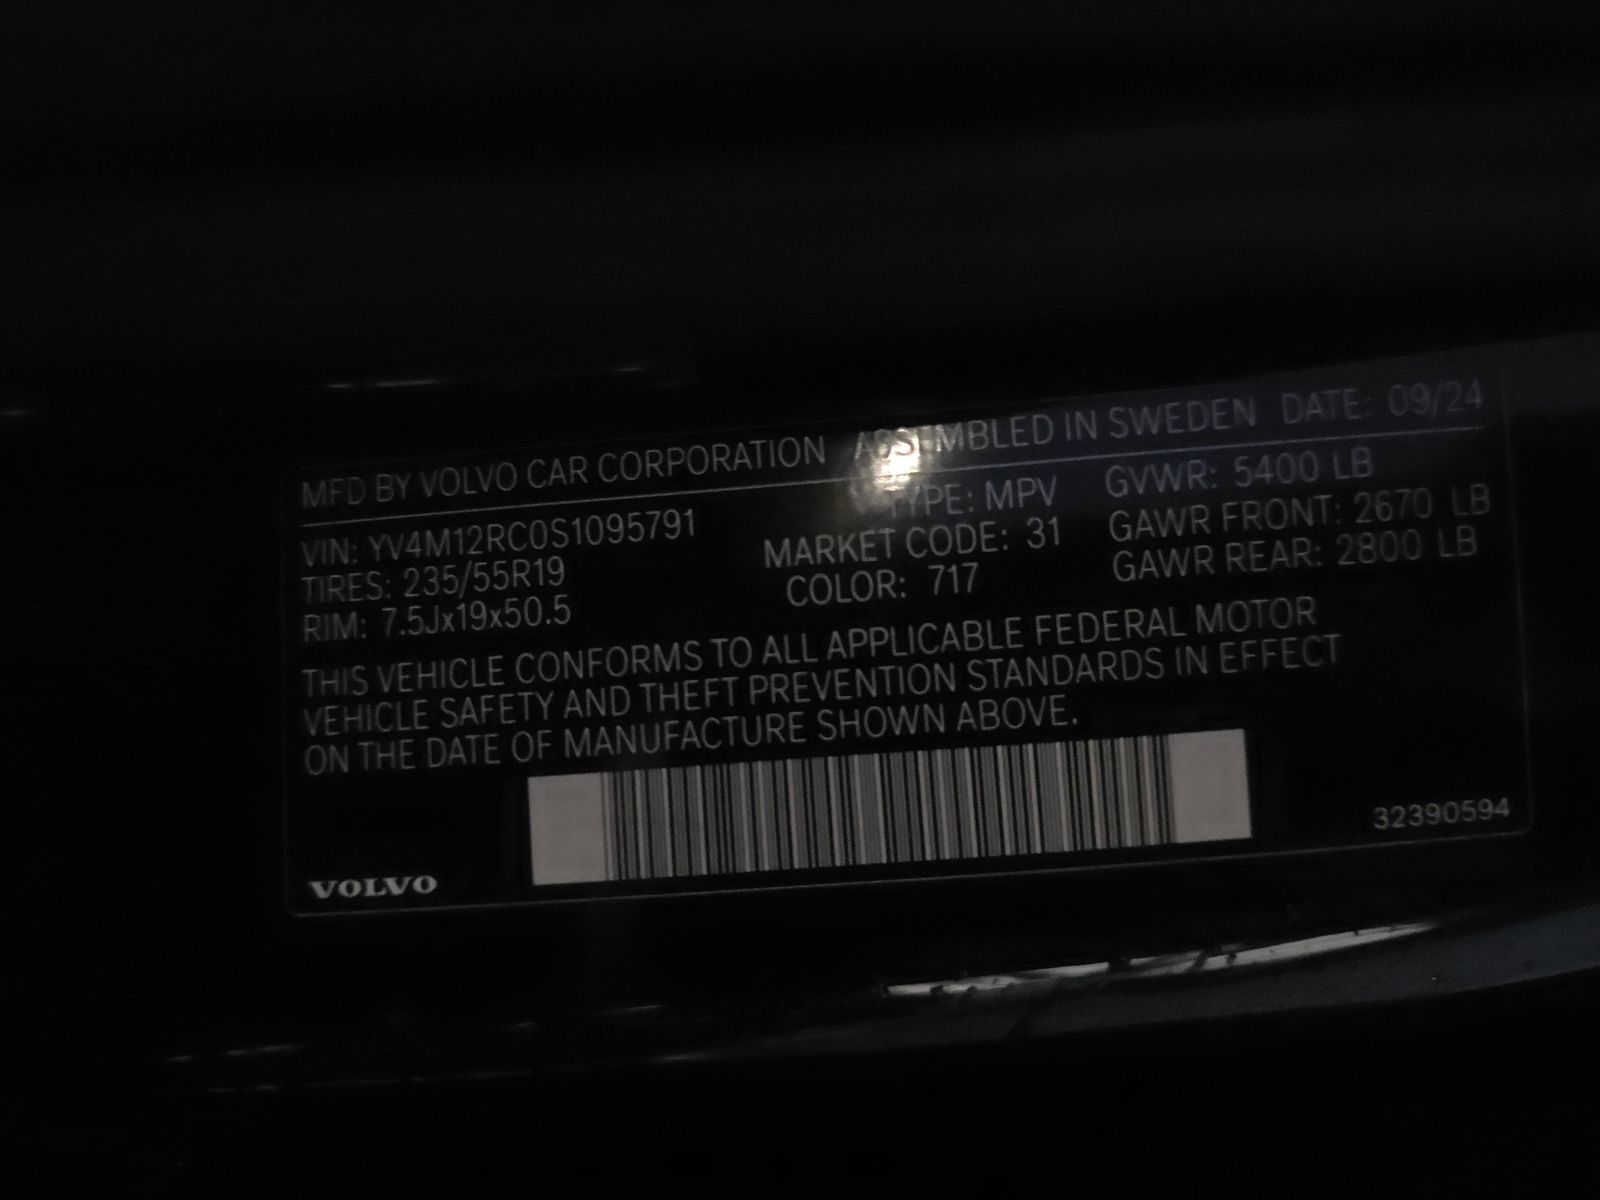 MFD BY VOLVO CAR CORPORATION ASSEMBLED IN SWEDEN DATE: 09/24
VIN: YV4M12RC0S1095791 TYPE: MPV GVWR: 5400 LB
TIRES: 235/55R19 MARKET CODE: 31 GAWR FRONT: 2670 LB
RIM: 7.5Jx19x50.5 COLOR: 717 GAWR REAR: 2800 LB
THIS VEHICLE CONFORMS TO ALL APPLICABLE FEDERAL MOTOR
VEHICLE SAFETY AND THEFT PREVENTION STANDARDS IN EFFECT
ON THE DATE OF MANUFACTURE SHOWN ABOVE.
32390594
VOLVO